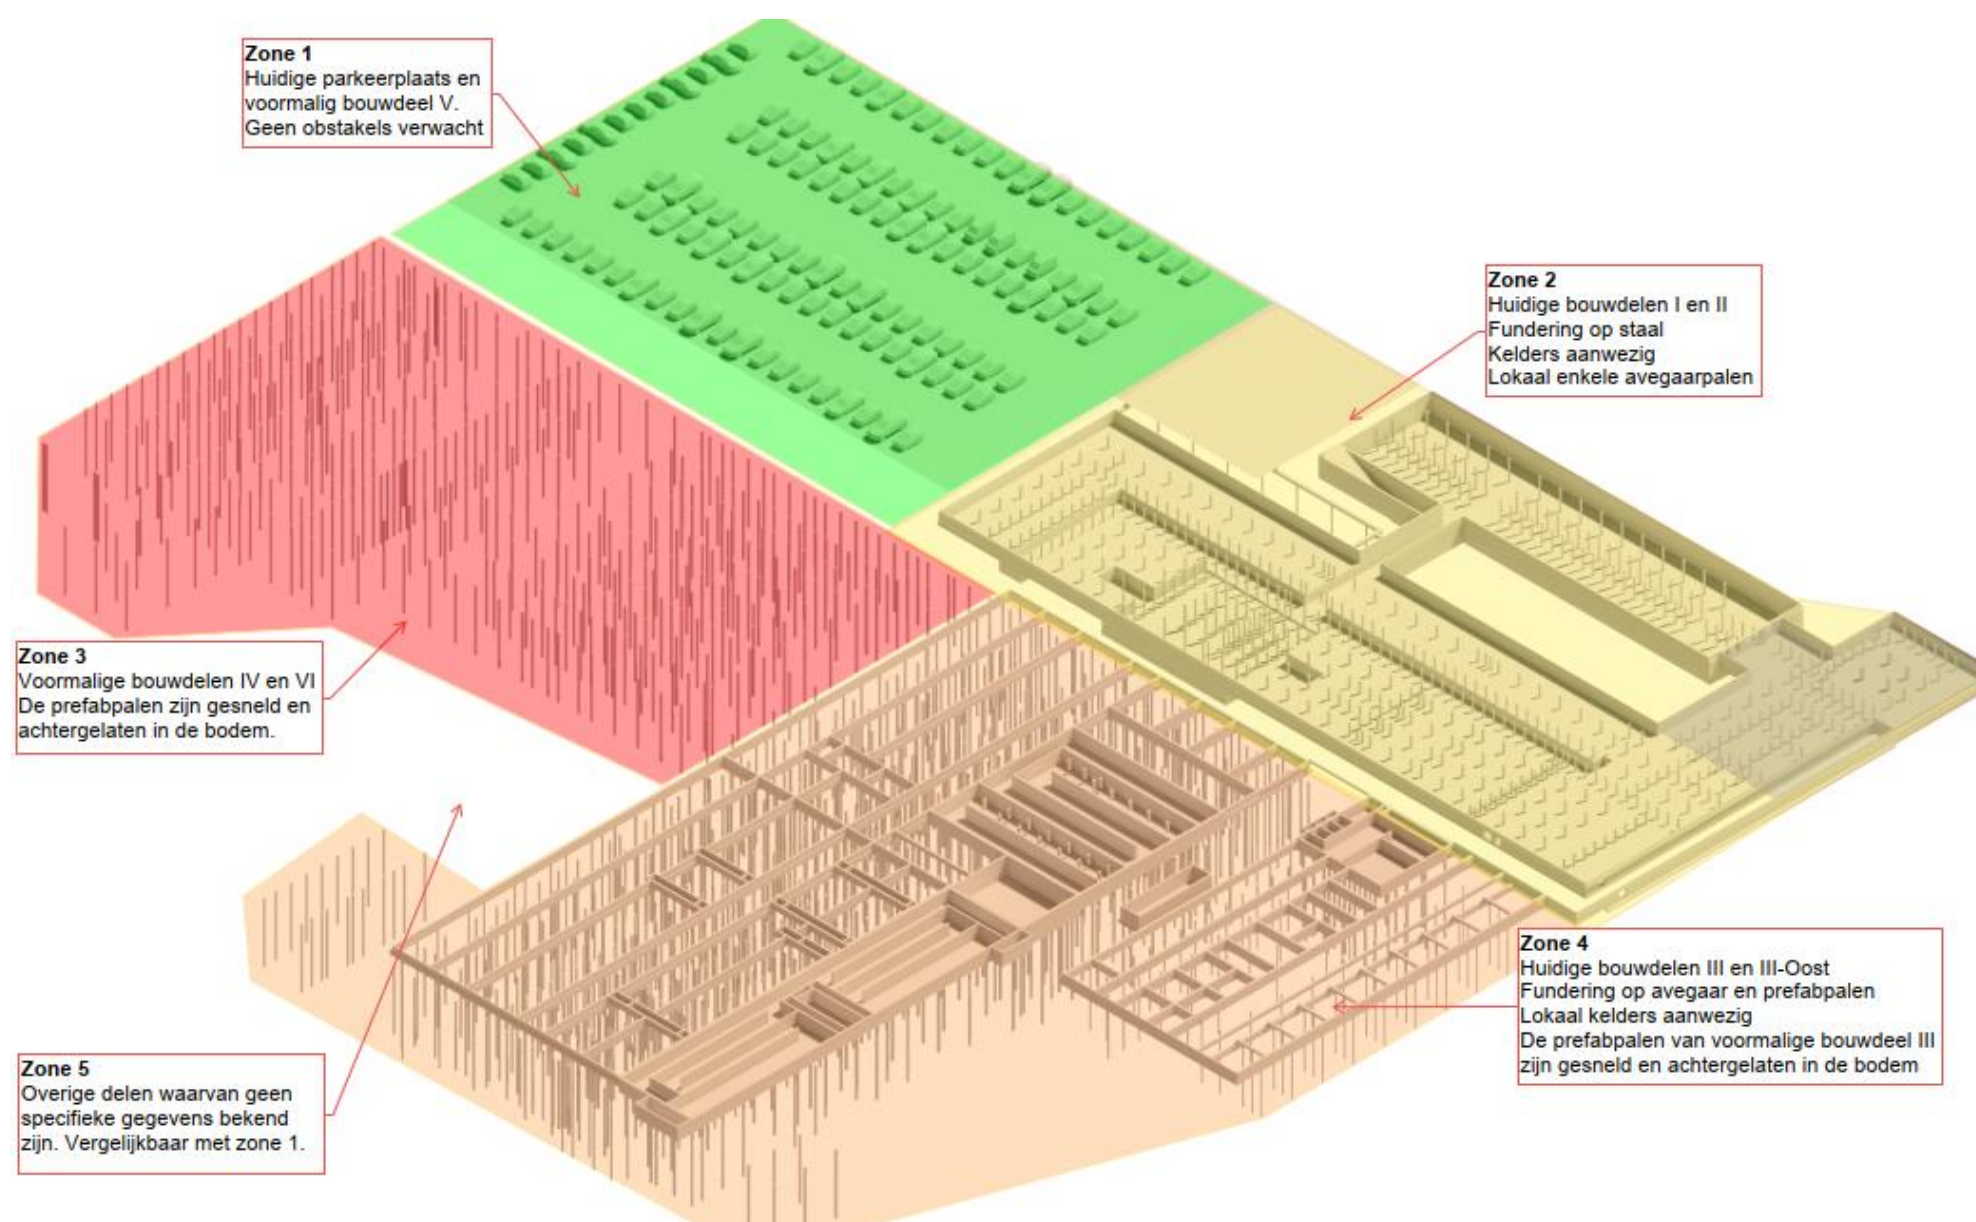 Zone 1
Huidige parkeerplaats en
voormalig bouwdeel V.
Geen obstakels verwacht
Zone 2
Huidige bouwdelen I en II
Fundering op staal
Kelders aanwezig
Lokaal enkele avegaarpalen
Zone 3
Voormalige bouwdelen IV en VI
De prefabpalen zijn gesneld en
achtergelaten in de bodem.
Zone 4
Huidige bouwdelen III en III-Oost
Fundering op avegaar en prefabpalen
Lokaal kelders aanwezig
De prefabpalen van voormalige bouwdeel III
zijn gesneld en achtergelaten in de bodem
Zone 5
Overige delen waarvan geen
specifieke gegevens bekend
zijn. Vergelijkbaar met zone 1.